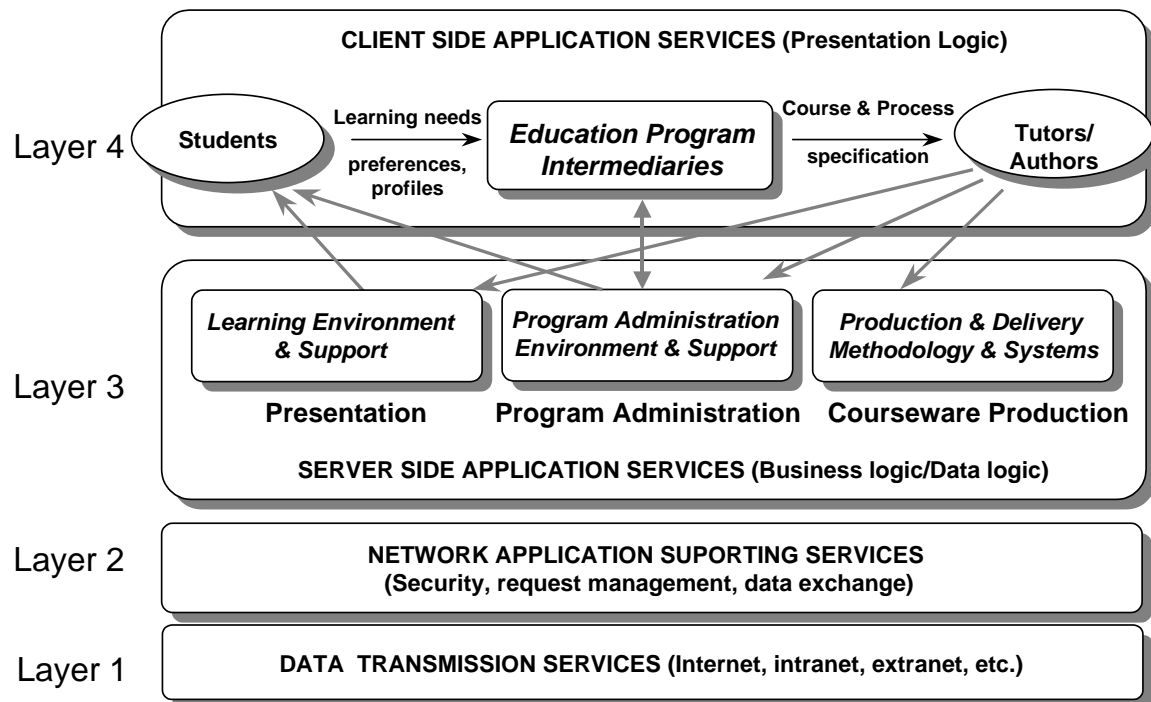 CLIENT SIDE APPLICATION SERVICES (Presentation Logic)
Layer 4
Students
Learning needs
preferences,
profiles
Education Program
Intermediaries
Course & Process
specification
Tutors/
Authors
Layer 3
Learning Environment
& Support
Program Administration
Environment & Support
Production & Delivery
Methodology & Systems
Presentation
Program Administration
Courseware Production
SERVER SIDE APPLICATION SERVICES (Business logic/Data logic)
Layer 2
NETWORK APPLICATION SUPORTING SERVICES
(Security, request management, data exchange)
Layer 1
DATA TRANSMISSION SERVICES (Internet, intranet, extranet, etc.)